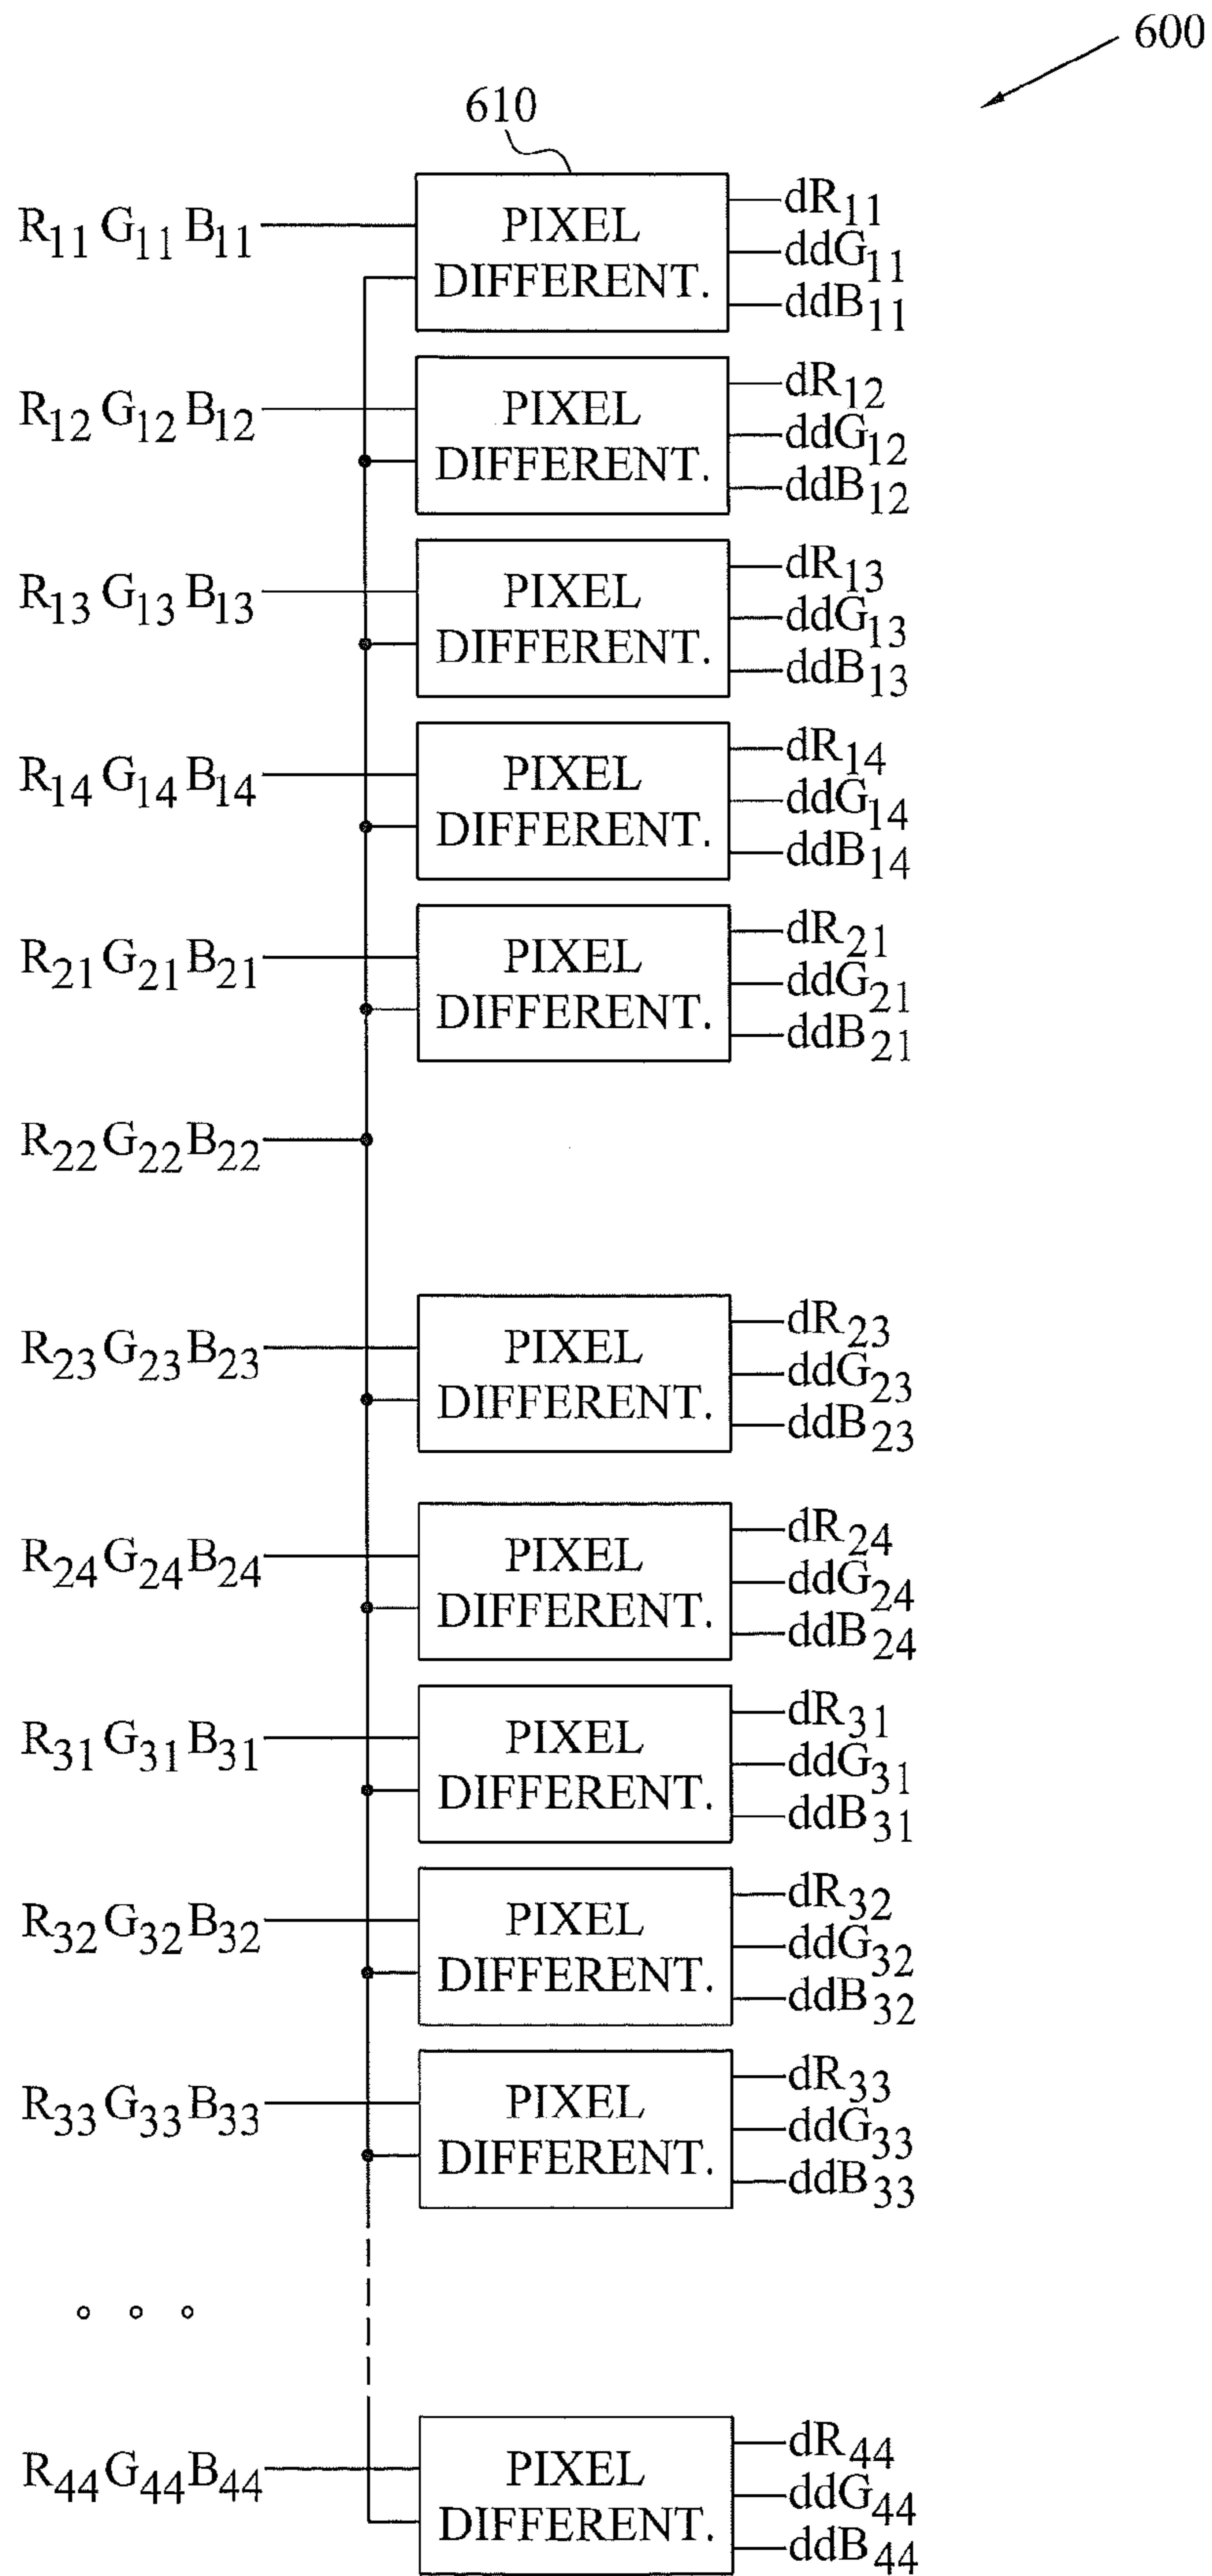 600
610
R11 G11 B11 PIXEL DIFFERENT. dR11 ddG11 ddB11
R12 G12 B12 PIXEL DIFFERENT. dR12 ddG12 ddB12
R13 G13 B13 PIXEL DIFFERENT. dR13 ddG13 ddB13
R14 G14 B14 PIXEL DIFFERENT. dR14 ddG14 ddB14
R21 G21 B21 PIXEL DIFFERENT. dR21 ddG21 ddB21
R22 G22 B22
R23 G23 B23 PIXEL DIFFERENT. dR23 ddG23 ddB23
R24 G24 B24 PIXEL DIFFERENT. dR24 ddG24 ddB24
R31 G31 B31 PIXEL DIFFERENT. dR31 ddG31 ddB31
R32 G32 B32 PIXEL DIFFERENT. dR32 ddG32 ddB32
R33 G33 B33 PIXEL DIFFERENT. dR33 ddG33 ddB33
R44 G44 B44 PIXEL DIFFERENT. dR44 ddG44 ddB44